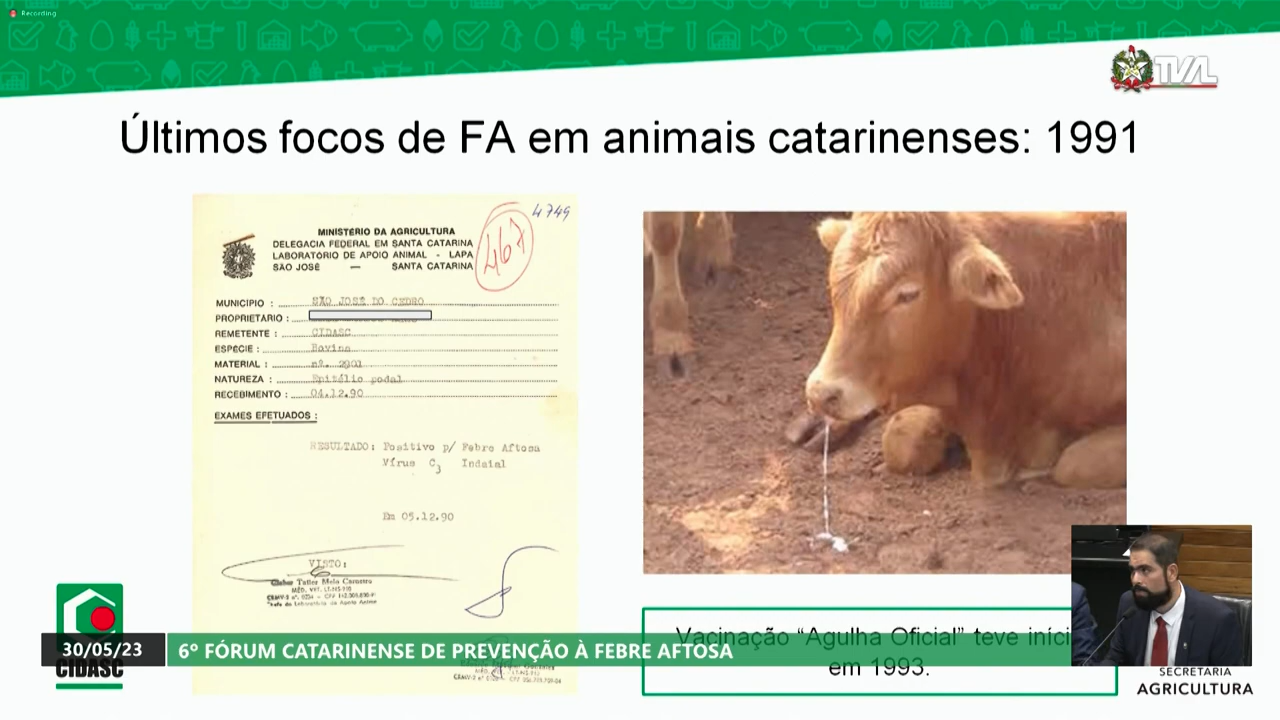 Recording
TVAL
Últimos focos de FA em animais catarinenses: 1991
4749
467
MINISTÉRIO DA AGRICULTURA
DELEGACIA FEDERAL EM SANTA CATARINA
LABORATÓRIO DE APOIO ANIMAL - LAPA
SÃO JOSÉ — SANTA CATARINA
MUNICÍPIO : SÃO JOSÉ DO CEDRO
PROPRIETARIO :
REMETENTE : CIDASC
ESPÉCIE : Bovina
MATERIAL : nº. 2901
NATUREZA : Epitélio podal
RECEBIMENTO : 04.12.90
EXAMES EFETUADOS :
RESULTADO: Positivo p/ Febre Aftosa
Vírus C3 Indaial
Em 05.12.90
VISTO:
Vacinação “Agulha Oficial” teve iníci
em 1993.
30/05/23
6º FÓRUM CATARINENSE DE PREVENÇÃO À FEBRE AFTOSA
CIDASC
SECRETARIA
AGRICULTURA